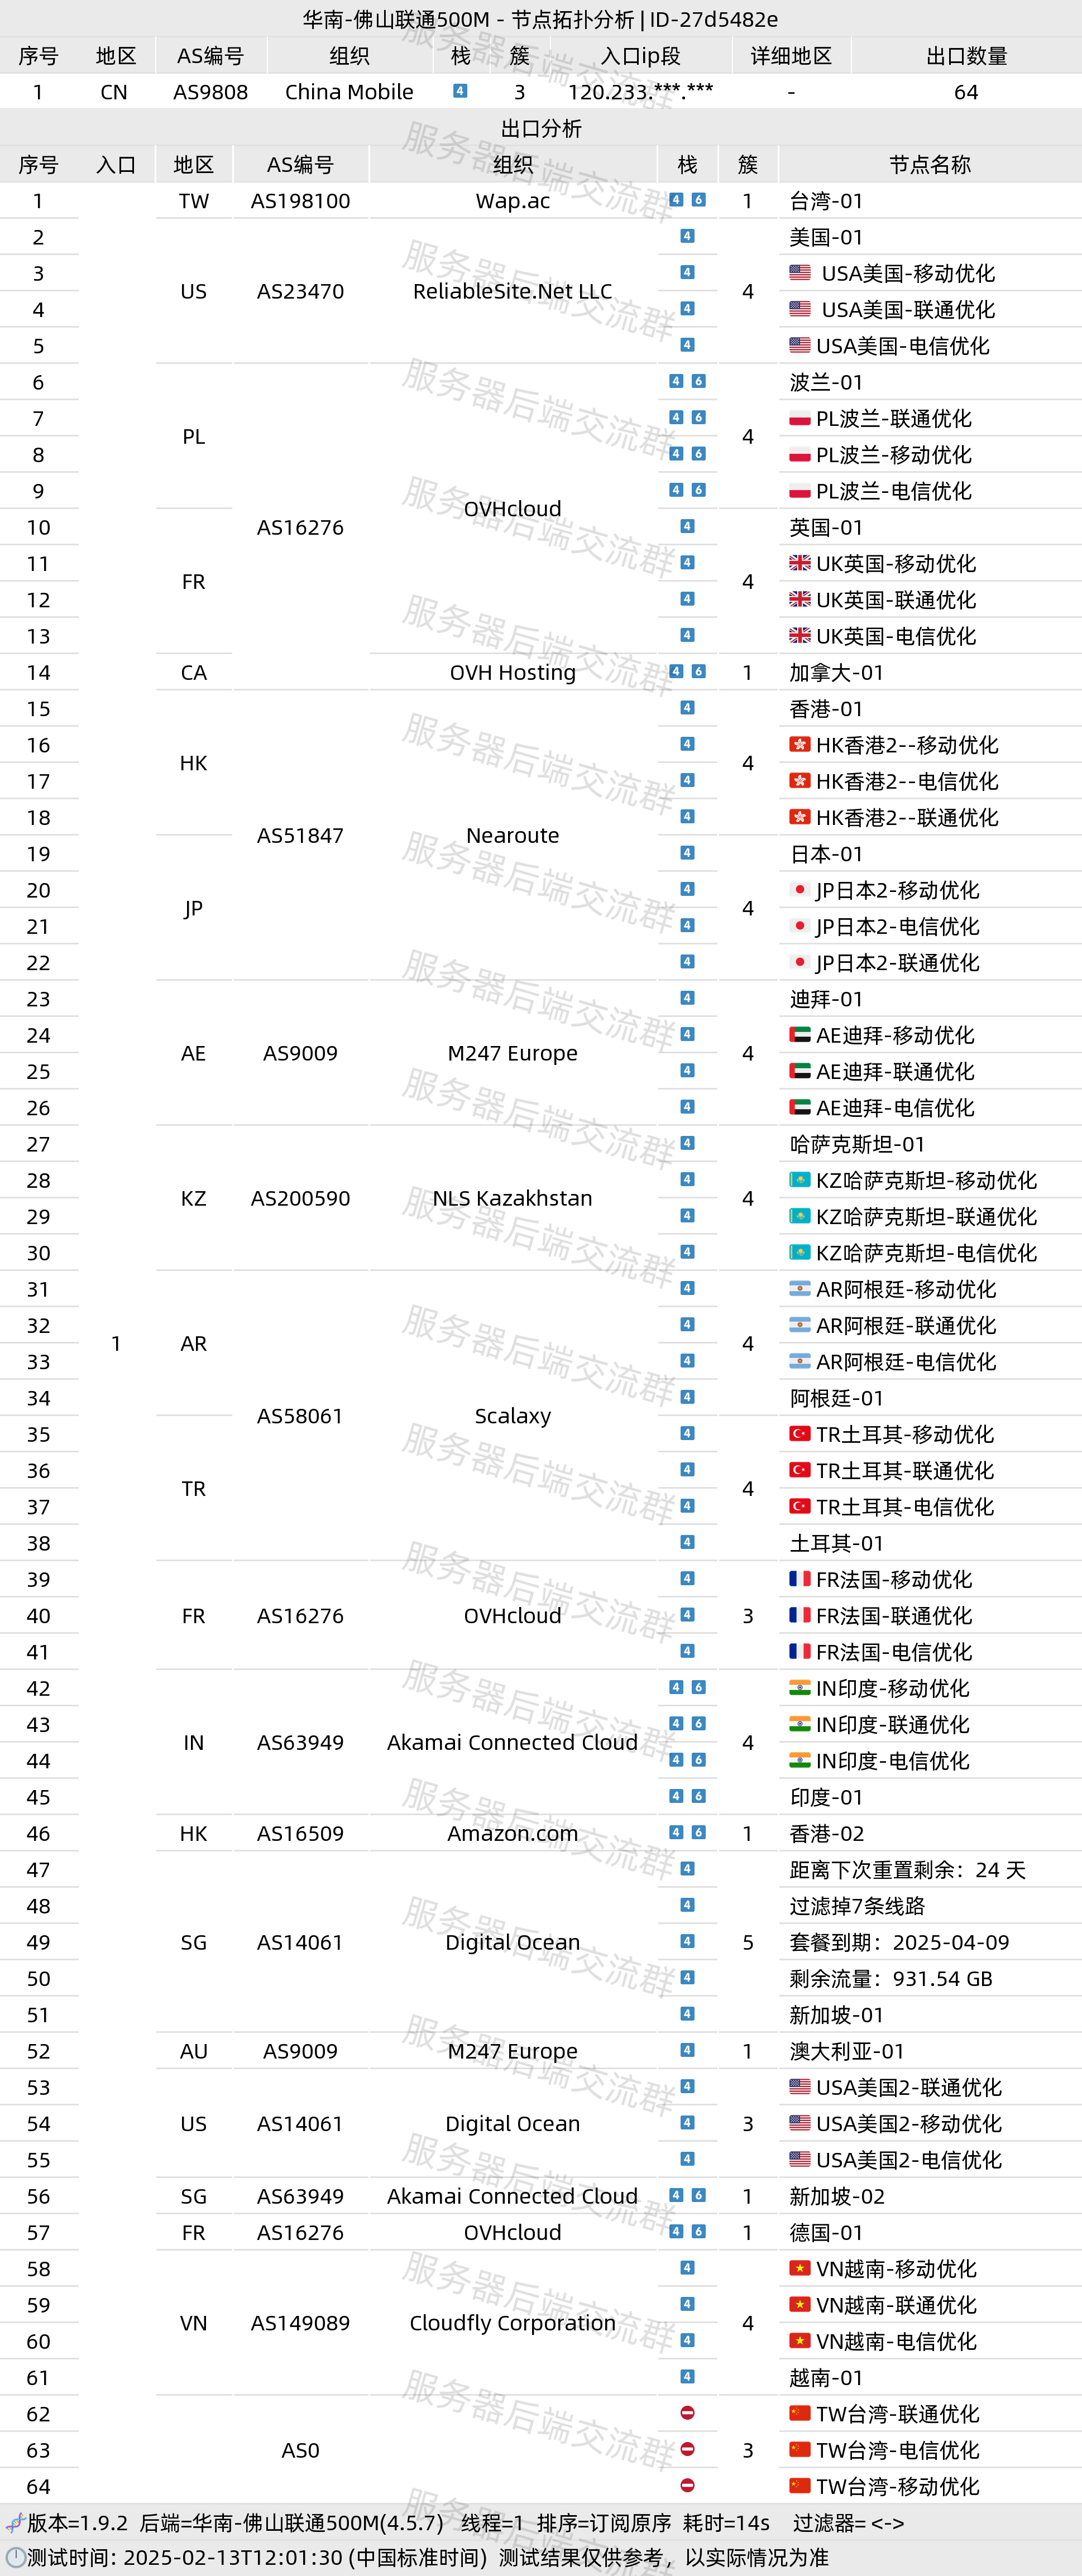 华南-佛山联通500M - 节点拓扑分析 | ID-27d5482e
序号 地区 AS编号 组织 栈 簇 入口ip段 详细地区 出口数量
1 CN AS9808 China Mobile 4 3 120.233.***.*** - 64
出口分析
序号 入口 地区 AS编号 组织 栈 簇 节点名称
1 TW AS198100 Wap.ac 4 6 1 台湾-01
2 4 美国-01
3 4 USA美国-移动优化
US AS23470 ReliableSite.Net LLC 4
4 4 USA美国-联通优化
5 4 USA美国-电信优化
6 4 6 波兰-01
7 4 6 PL波兰-联通优化
PL 4
8 4 6 PL波兰-移动优化
9 4 6 PL波兰-电信优化
OVHcloud
10 AS16276 4 英国-01
11 4 UK英国-移动优化
FR 4
12 4 UK英国-联通优化
13 4 UK英国-电信优化
14 CA OVH Hosting 4 6 1 加拿大-01
15 4 香港-01
16 4 HK香港2--移动优化
HK 4
17 4 HK香港2--电信优化
18 4 HK香港2--联通优化
AS51847 Nearoute
19 4 日本-01
20 4 JP日本2-移动优化
JP 4
21 4 JP日本2-电信优化
22 4 JP日本2-联通优化
23 4 迪拜-01
24 4 AE迪拜-移动优化
AE AS9009 M247 Europe 4
25 4 AE迪拜-联通优化
26 4 AE迪拜-电信优化
27 4 哈萨克斯坦-01
28 4 KZ哈萨克斯坦-移动优化
KZ AS200590 NLS Kazakhstan 4
29 4 KZ哈萨克斯坦-联通优化
30 4 KZ哈萨克斯坦-电信优化
31 4 AR阿根廷-移动优化
32 4 AR阿根廷-联通优化
1 AR 4
33 4 AR阿根廷-电信优化
34 4 阿根廷-01
AS58061 Scalaxy
35 4 TR土耳其-移动优化
36 4 TR土耳其-联通优化
TR 4
37 4 TR土耳其-电信优化
38 4 土耳其-01
39 4 FR法国-移动优化
40 FR AS16276 OVHcloud 4 3 FR法国-联通优化
41 4 FR法国-电信优化
42 4 6 IN印度-移动优化
43 4 6 IN印度-联通优化
IN AS63949 Akamai Connected Cloud 4
44 4 6 IN印度-电信优化
45 4 6 印度-01
46 HK AS16509 Amazon.com 4 6 1 香港-02
47 4 距离下次重置剩余：24 天
48 4 过滤掉7条线路
49 SG AS14061 Digital Ocean 4 5 套餐到期：2025-04-09
50 4 剩余流量：931.54 GB
51 4 新加坡-01
52 AU AS9009 M247 Europe 4 1 澳大利亚-01
53 4 USA美国2-联通优化
54 US AS14061 Digital Ocean 4 3 USA美国2-移动优化
55 4 USA美国2-电信优化
56 SG AS63949 Akamai Connected Cloud 4 6 1 新加坡-02
57 FR AS16276 OVHcloud 4 6 1 德国-01
58 4 VN越南-移动优化
59 4 VN越南-联通优化
VN AS149089 Cloudfly Corporation 4
60 4 VN越南-电信优化
61 4 越南-01
62 TW台湾-联通优化
63 AS0 3 TW台湾-电信优化
64 TW台湾-移动优化
版本=1.9.2 后端=华南-佛山联通500M(4.5.7) 线程=1 排序=订阅原序 耗时=14s 过滤器= <->
测试时间: 2025-02-13T12:01:30 (中国标准时间) 测试结果仅供参考，以实际情况为准
服务器后端交流群